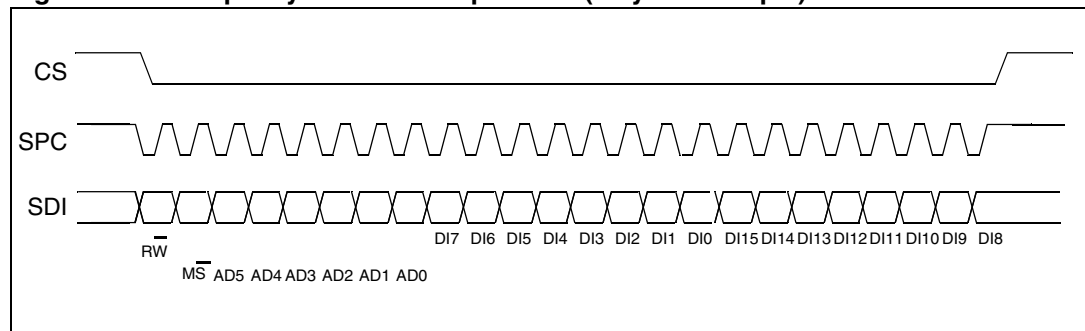 CS
SPC
SDI
DI7 DI6 DI5 DI4 DI3 DI2 DI1 DI0 DI15 DI14 DI13 DI12 DI11 DI10 DI9 DI8
RW
MS AD5 AD4 AD3 AD2 AD1 AD0